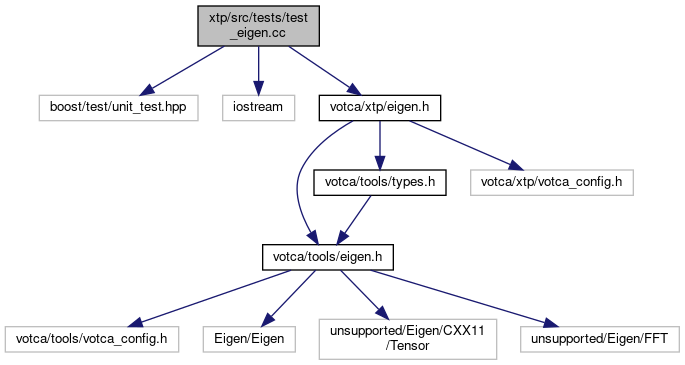 xtp/src/tests/test
_eigen.cc
boost/test/unit_test.hpp
iostream
votca/xtp/eigen.h
votca/tools/types.h
votca/xtp/votca_config.h
votca/tools/eigen.h
votca/tools/votca_config.h
Eigen/Eigen
unsupported/Eigen/CXX11
/Tensor
unsupported/Eigen/FFT